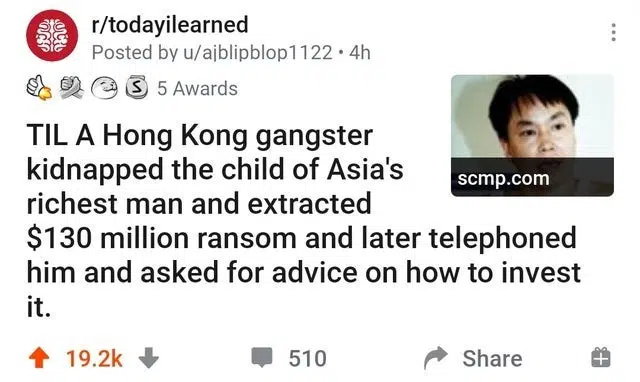 r/todayilearned
Posted by u/ajblipblop1122 • 4h
5 Awards
TIL A Hong Kong gangster
kidnapped the child of Asia's
richest man and extracted
$130 million ransom and later telephoned
him and asked for advice on how to invest
it.
scmp.com
19.2k
510
Share